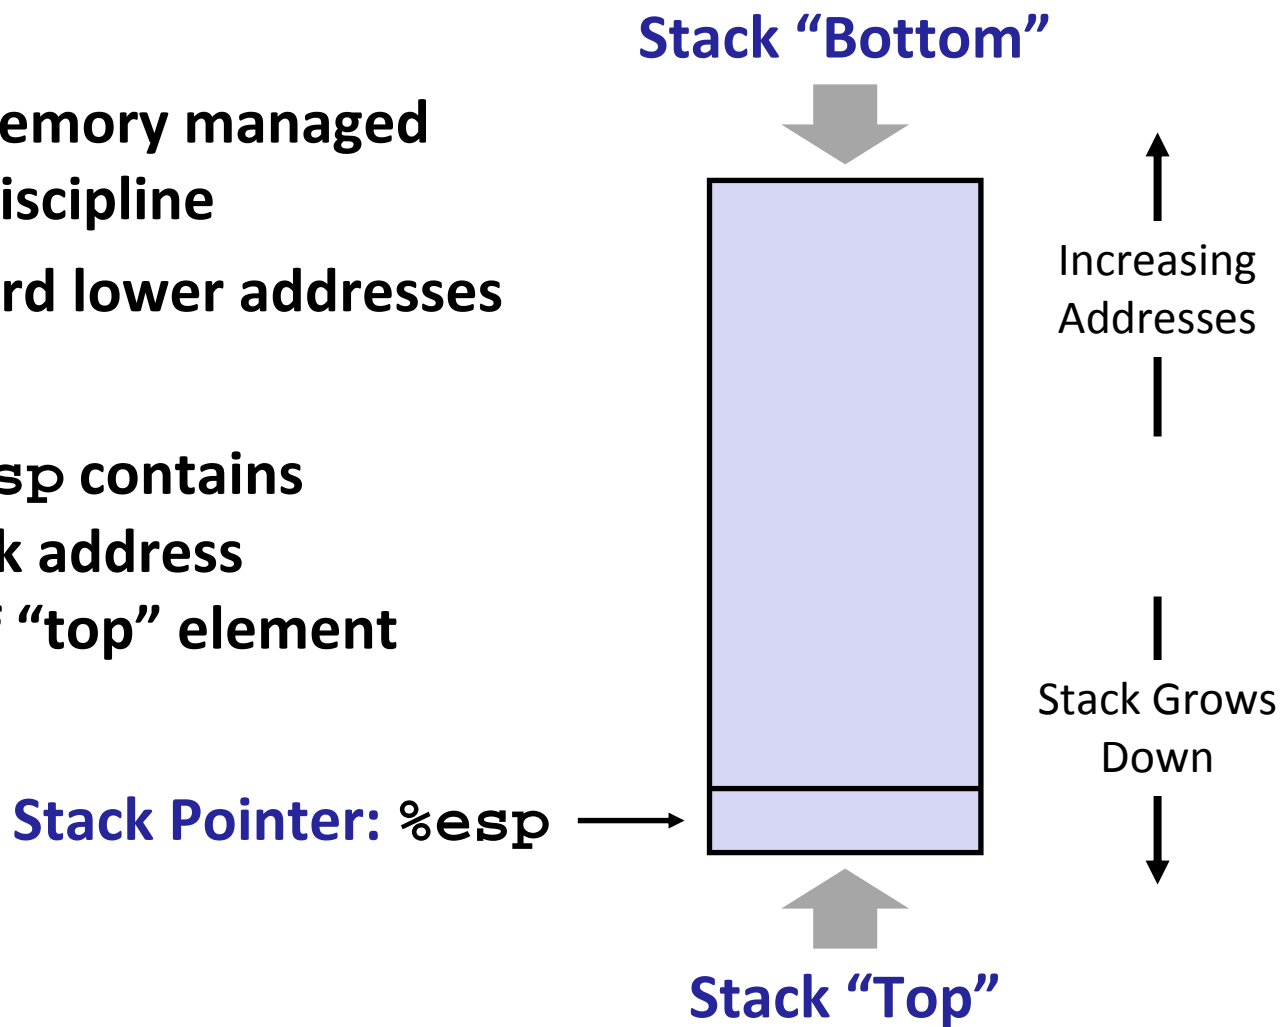 Stack “Bottom”
emory managed
iscipline
rd lower addresses
Increasing
Addresses
sp contains
k address
“top” element
Stack Grows
Down
Stack Pointer: %esp
Stack “Top”